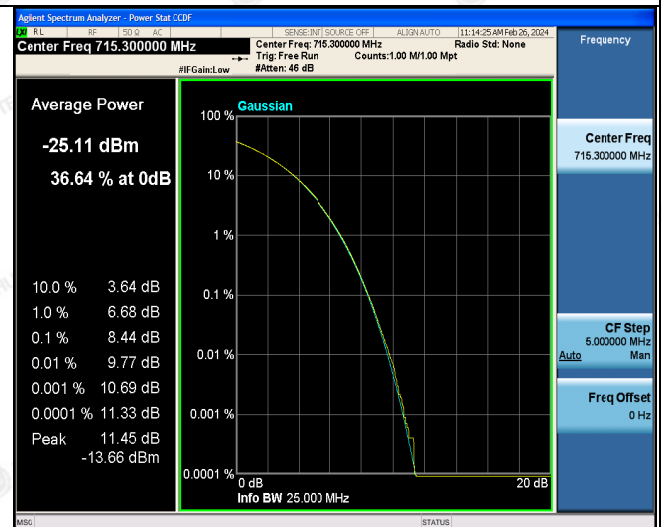 Agilent Spectrum Analyzer - Power Stat CCDF
RL RF 50 Ω AC SENSE:INT SOURCE OFF ALIGN AUTO 11:14:25 AM Feb 26, 2024
Center Freq 715.300000 MHz
Center Freq: 715.300000 MHz Radio Std: None
Trig: Free Run Counts:1.00 M/1.00 Mpt
#IFGain:Low #Atten: 46 dB
Frequency
Average Power
-25.11 dBm
36.64 % at 0dB
10.0 % 3.64 dB
1.0 % 6.68 dB
0.1 % 8.44 dB
0.01 % 9.77 dB
0.001 % 10.69 dB
0.0001 % 11.33 dB
Peak 11.45 dB
-13.66 dBm
Gaussian
100 %
10 %
1 %
0.1 %
0.01 %
0.001 %
0.0001 %
0 dB 20 dB
Info BW 25.000 MHz
Center Freq
715.300000 MHz
CF Step
5.000000 MHz
Auto Man
Freq Offset
0 Hz
MSG STATUS